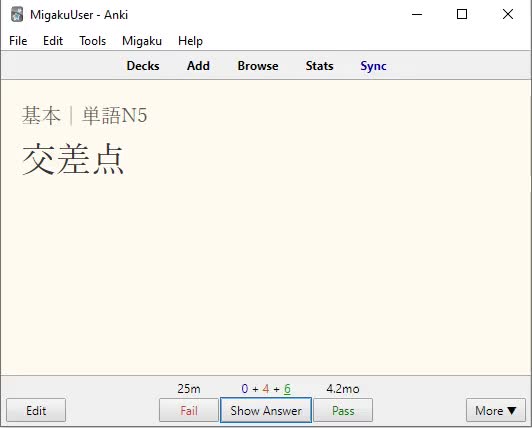 MigakuUser - Anki
File Edit Tools Migaku Help
Decks Add Browse Stats Sync
基本｜単語N5
交差点
25m 0 + 4 + 6 4.2mo
Edit Fail Show Answer Pass More ▼